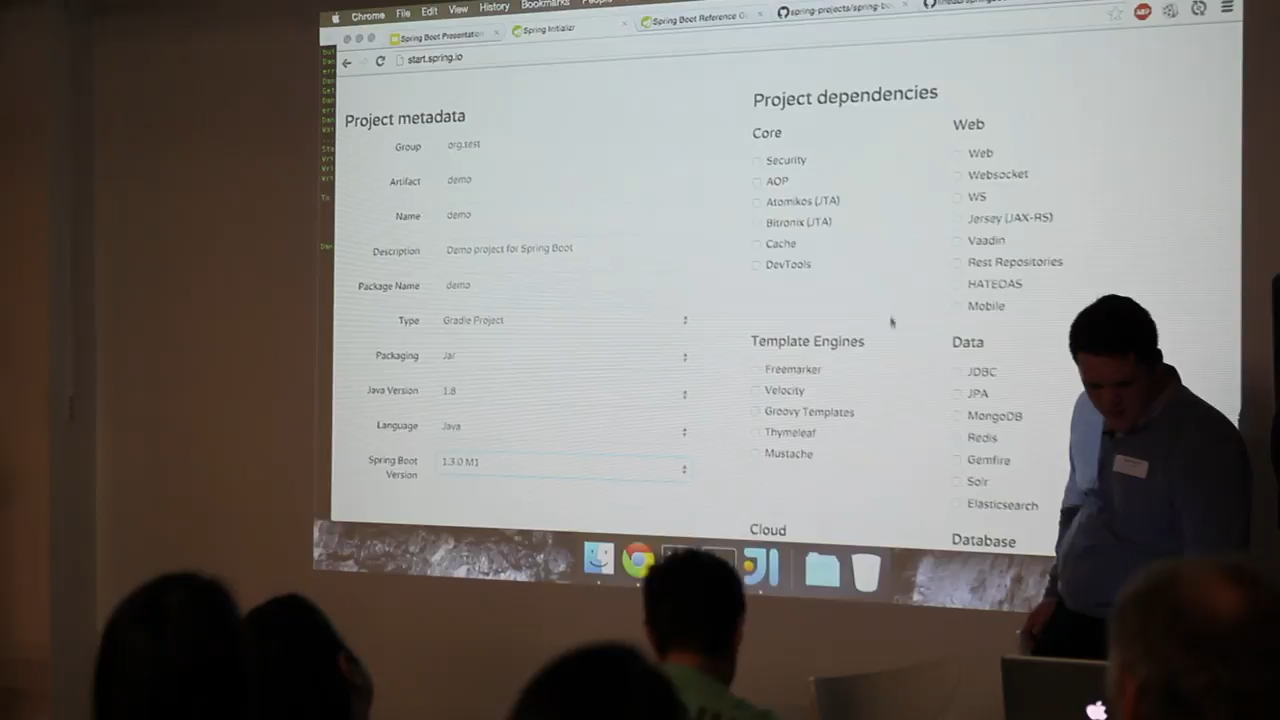 Chrome File Edit View History Bookmarks
Spring Boot Presentation
Spring Initializr
Spring Boot Reference G
spring-projects/spring-bo
start.spring.io
ABP
Project metadata
Group org.test
Artifact demo
Name demo
Description Demo project for Spring Boot
Package Name demo
Type Gradle Project
Packaging Jar
Java Version 1.8
Language Java
Spring Boot Version 1.3.0 M1
Project dependencies
Core
Security
AOP
Atomikos (JTA)
Bitronix (JTA)
Cache
DevTools
Template Engines
Freemarker
Velocity
Groovy Templates
Thymeleaf
Mustache
Cloud
Web
Web
Websocket
WS
Jersey (JAX-RS)
Vaadin
Rest Repositories
HATEOAS
Mobile
Data
JDBC
JPA
MongoDB
Redis
Gemfire
Solr
Elasticsearch
Database